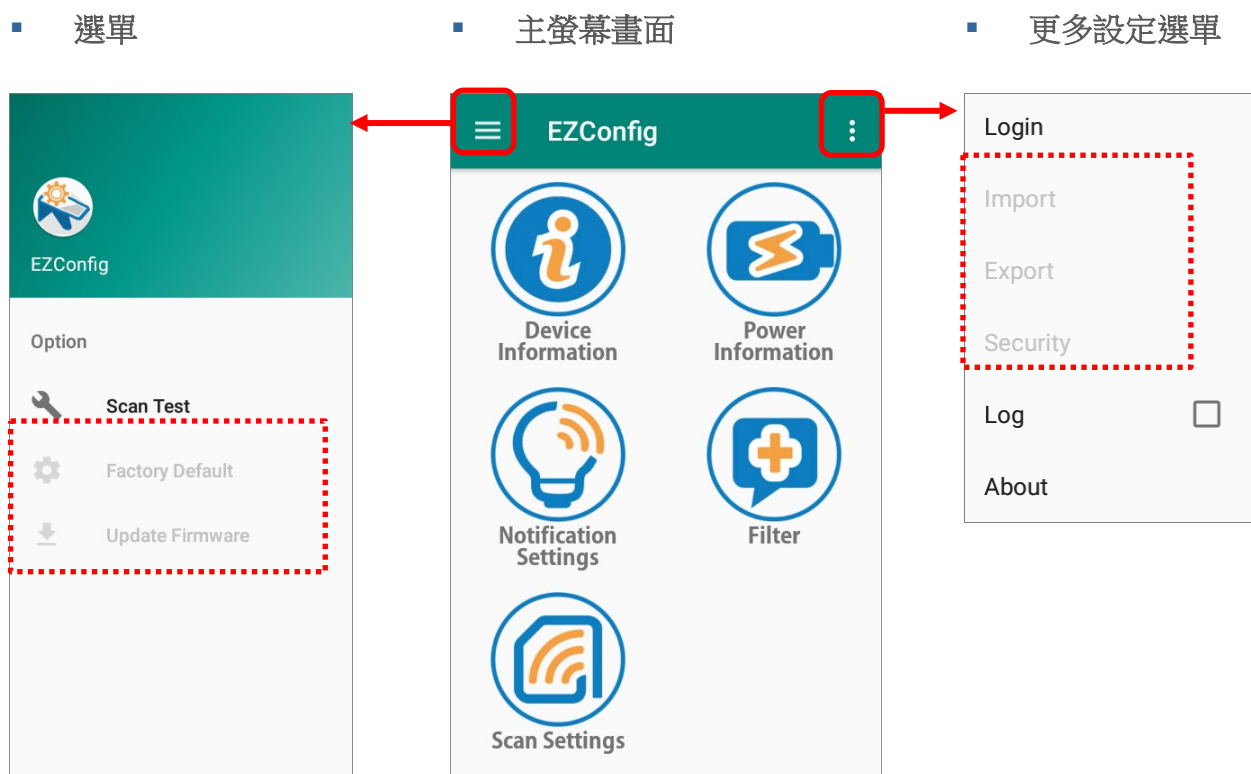 ▪ 選單
▪ 主螢幕畫面
▪ 更多設定選單
EZConfig
Option
Scan Test
Factory Default
Update Firmware
EZConfig
Device
Information
Power
Information
Notification
Settings
Filter
Scan Settings
Login
Import
Export
Security
Log
About